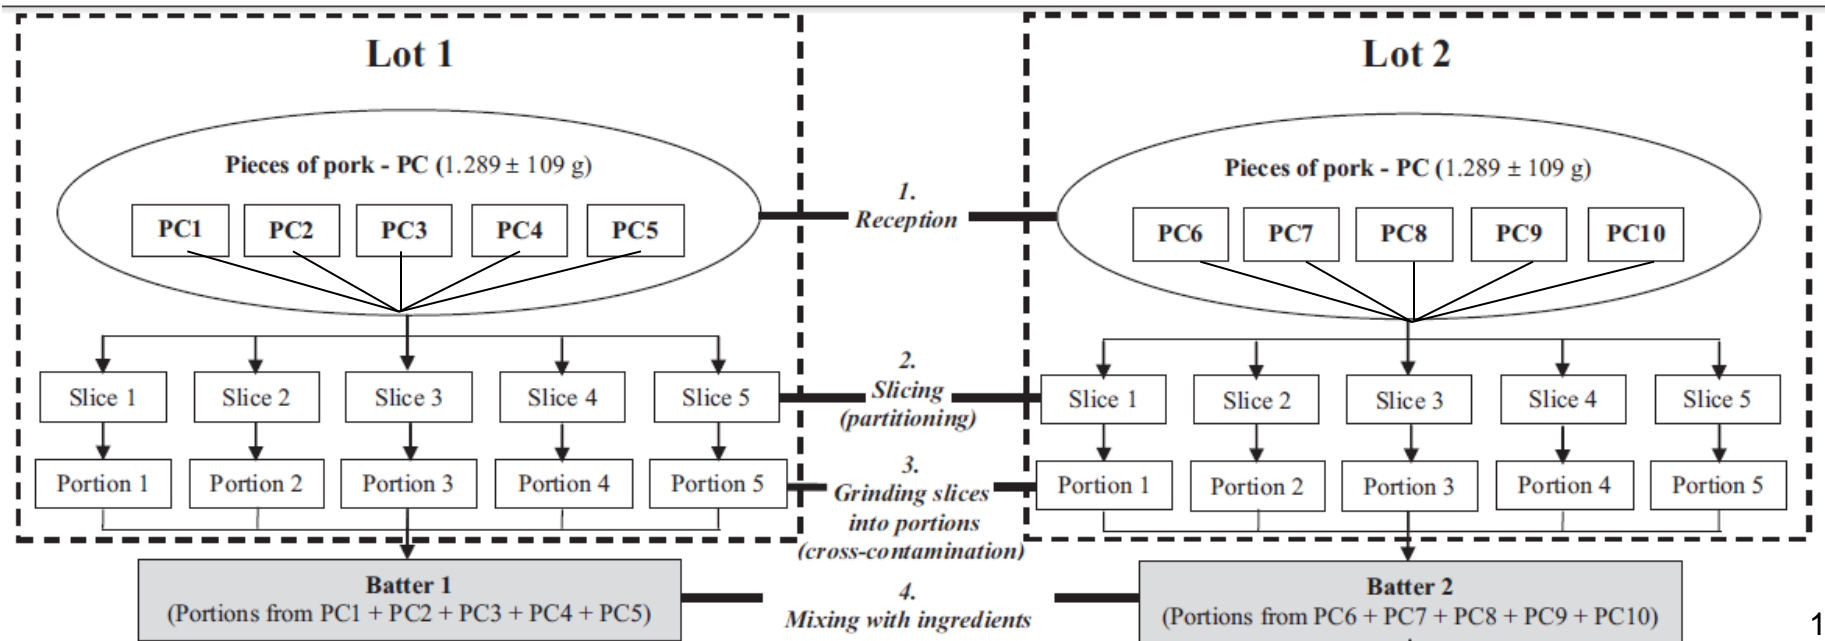 Lot 1
Lot 2
Pieces of pork - PC (1.289 ± 109 g)
PC1 PC2 PC3 PC4 PC5
1.
Reception
Pieces of pork - PC (1.289 ± 109 g)
PC6 PC7 PC8 PC9 PC10
Slice 1 Slice 2 Slice 3 Slice 4 Slice 5
2.
Slicing
(partitioning)
Slice 1 Slice 2 Slice 3 Slice 4 Slice 5
Portion 1 Portion 2 Portion 3 Portion 4 Portion 5
3.
Grinding slices
into portions
(cross-contamination)
Portion 1 Portion 2 Portion 3 Portion 4 Portion 5
Batter 1
(Portions from PC1 + PC2 + PC3 + PC4 + PC5)
4.
Mixing with ingredients
Batter 2
(Portions from PC6 + PC7 + PC8 + PC9 + PC10)
1